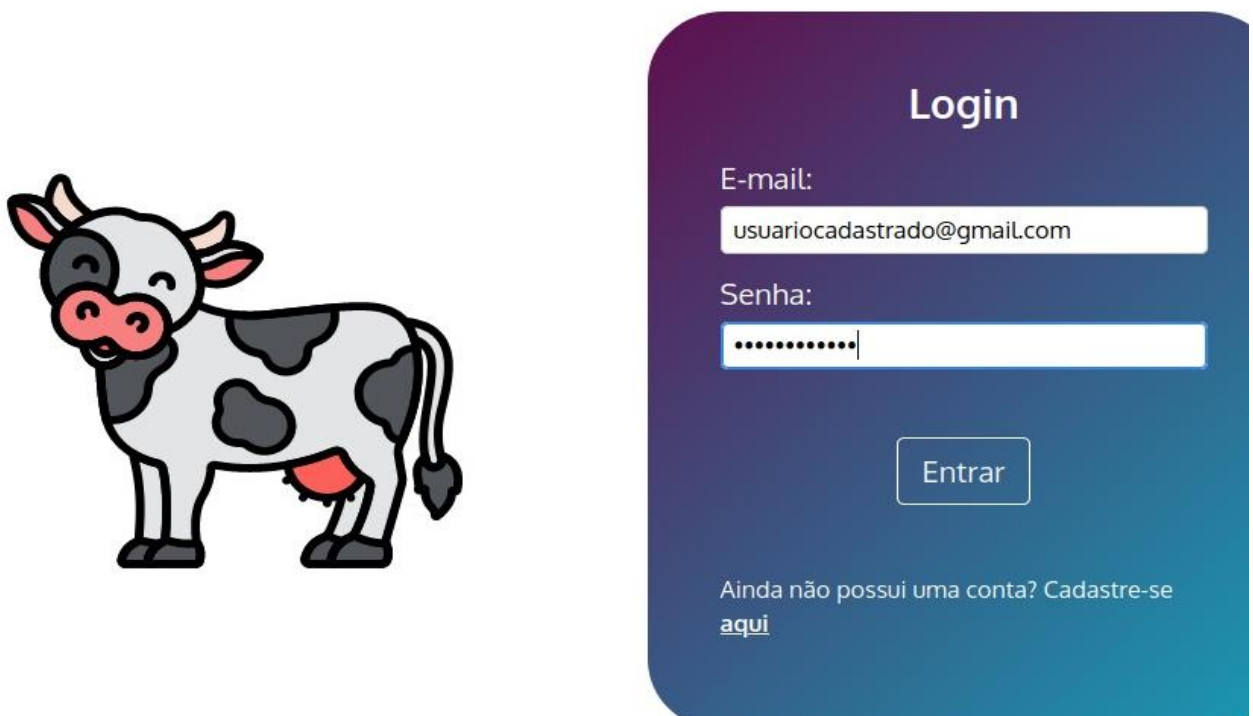 Login
E-mail:
usuariocadastrado@gmail.com
Senha:
••••••••••••
Entrar
Ainda não possui uma conta? Cadastre-se
aqui